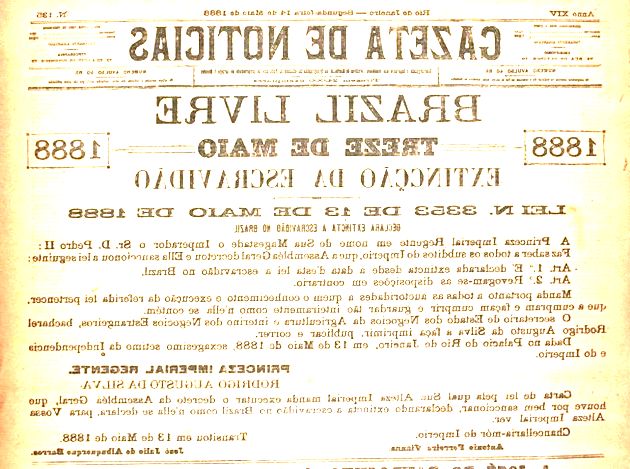 Anno XIV Rio de Janeiro — Segunda-feira 14 de Maio de 1888 N. 135
GAZETA DE NOTICIAS
NUMERO AVULSO 40 RS NUMERO AVULSO 40 RS
BRAZIL LIVRE
1888 TREZE DE MAIO 1888
EXTINCÇÃO DA ESCRAVIDÃO
LEI N. 3353 DE 13 DE MAIO DE 1888
DECLARA EXTINCTA A ESCRAVIDÃO NO BRAZIL
A Princeza Imperial Regente em nome de Sua Magestade o Imperador o Sr. D. Pedro II:
Faz saber a todos os subditos do Imperio, que a Assembléa Geral decretou e Ella sanccionou a lei seguinte:
Art. 1.º E' declarada extincta desde a data d'esta lei a escravidão no Brazil.
Art. 2.º Revogam-se as disposições em contrario.
Manda portanto a todas as autoridades a quem o conhecimento e execução da referida lei pertencer,
que a cumpram e façam cumprir e guardar tão inteiramente como n'ella se contém.
O secretario de Estado dos Negocios da Agricultura e interino dos Negocios Estrangeiros, bacharel
Rodrigo Augusto da Silva a faça imprimir, publicar e correr.
Dada no Palacio do Rio de Janeiro, em 13 de Maio de 1888, sexagesimo setimo da Independencia
e do Imperio.
PRINCEZA IMPERIAL REGENTE.
RODRIGO AUGUSTO DA SILVA
Carta de lei pela qual Sua Alteza Imperial manda executar o decreto da Assembléa Geral, que
houve por bem sanccionar, declarando extincta a escravidão no Brazil como n'ella se declara, para Vossa
Alteza Imperial ver.
Chancellaria-mór do Imperio. Transitou em 13 de Maio de 1888.
Antonio Ferreira Vianna José Julio de Albuquerque Barros.